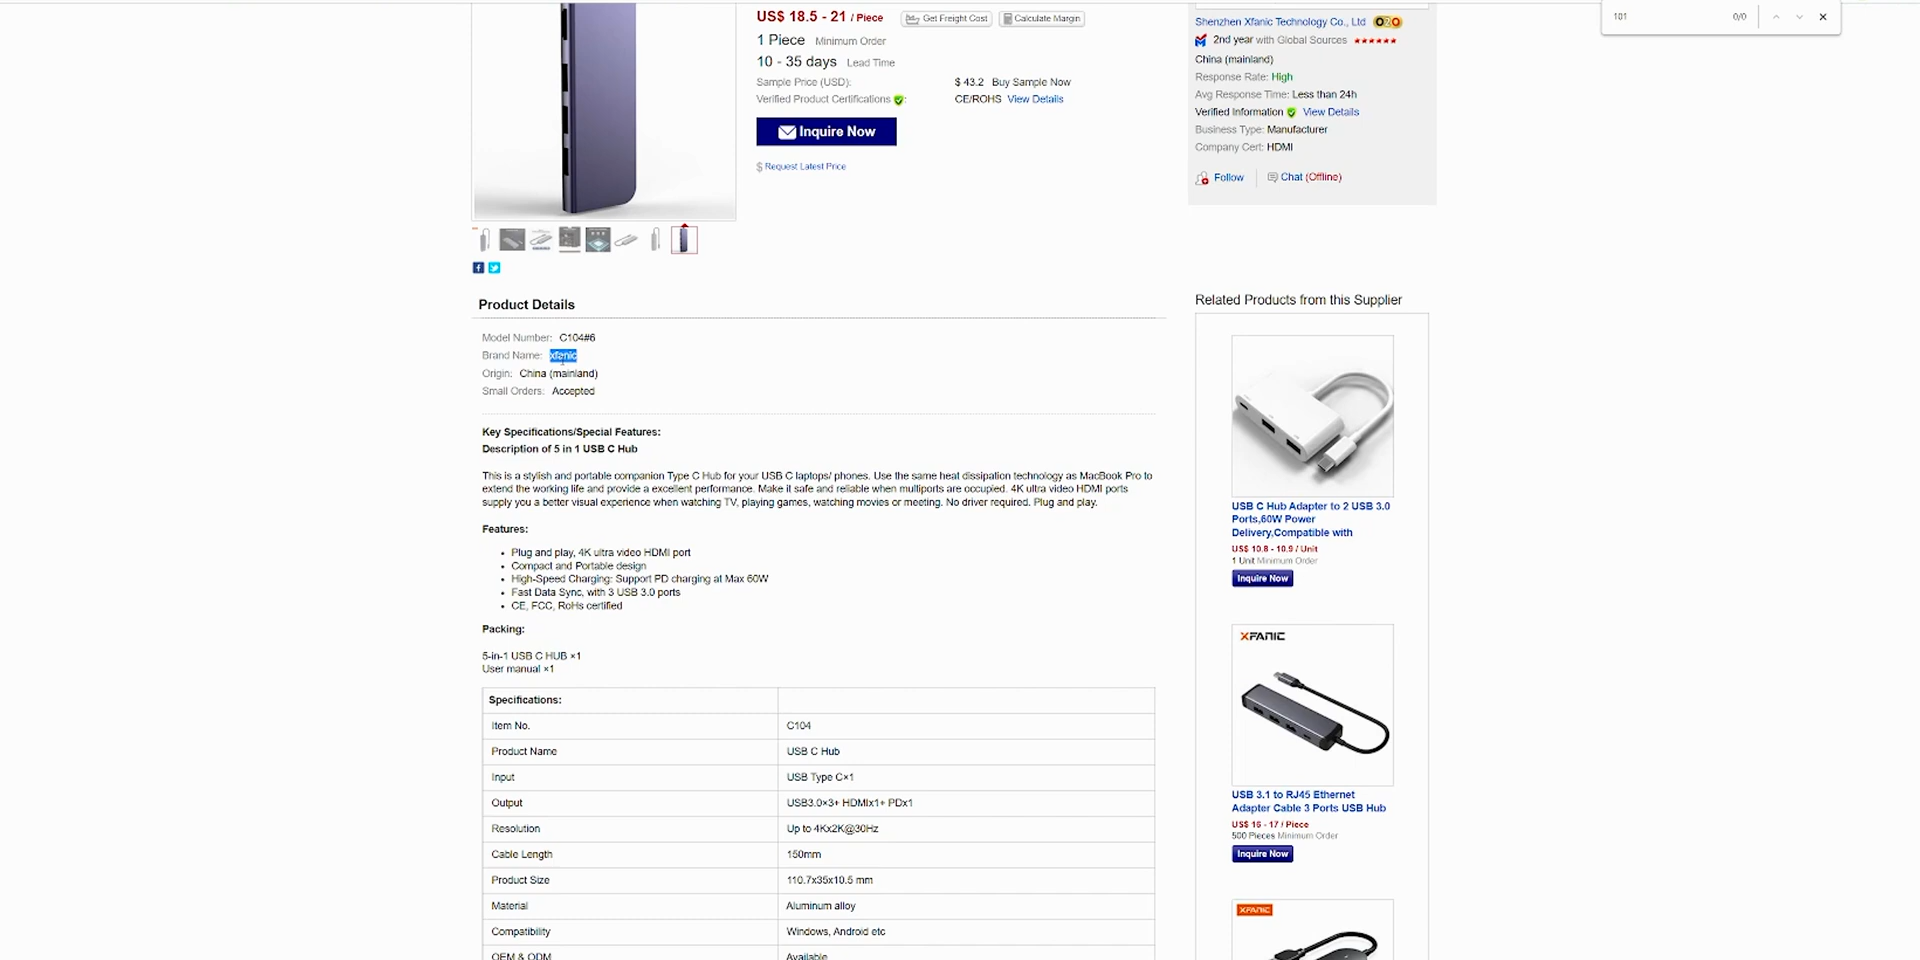 US$ 18.5 - 21 / Piece
Get Freight Cost
Calculate Margin
1 Piece Minimum Order
10 - 35 days Lead Time
Sample Price (USD): $ 43.2 Buy Sample Now
Verified Product Certifications : CE/ROHS View Details
Inquire Now
$ Request Latest Price
Shenzhen Xfanic Technology Co., Ltd O2O
2nd year with Global Sources
China (mainland)
Response Rate: High
Avg Response Time: Less than 24h
Verified Information View Details
Business Type: Manufacturer
Company Cert: HDMI
Follow
Chat (Offline)
101 0/0
Product Details
Model Number: C104#6
Brand Name: xfanic
Origin: China (mainland)
Small Orders: Accepted
Key Specifications/Special Features:
Description of 5 in 1 USB C Hub
This is a stylish and portable companion Type C Hub for your USB C laptops/ phones. Use the same heat dissipation technology as MacBook Pro to
extend the working life and provide a excellent performance. Make it safe and reliable when multiports are occupied. 4K ultra video HDMI ports
supply you a better visual experience when watching TV, playing games, watching movies or meeting. No driver required. Plug and play.
Features:
• Plug and play, 4K ultra video HDMI port
• Compact and Portable design
• High-Speed Charging: Support PD charging at Max 60W
• Fast Data Sync, with 3 USB 3.0 ports
• CE, FCC, RoHs certified
Packing:
5-in-1 USB C HUB ×1
User manual ×1
Specifications:
Item No. C104
Product Name USB C Hub
Input USB Type C×1
Output USB3.0×3+ HDMIx1+ PDx1
Resolution Up to 4Kx2K@30Hz
Cable Length 150mm
Product Size 110.7x35x10.5 mm
Material Aluminum alloy
Compatibility Windows, Android etc
OEM & ODM Available
Related Products from this Supplier
USB C Hub Adapter to 2 USB 3.0
Ports,60W Power
Delivery,Compatible with
US$ 10.8 - 10.9 / Unit
1 Unit Minimum Order
Inquire Now
XFANIC
USB 3.1 to RJ45 Ethernet
Adapter Cable 3 Ports USB Hub
US$ 16 - 17 / Piece
500 Pieces Minimum Order
Inquire Now
XFANIC